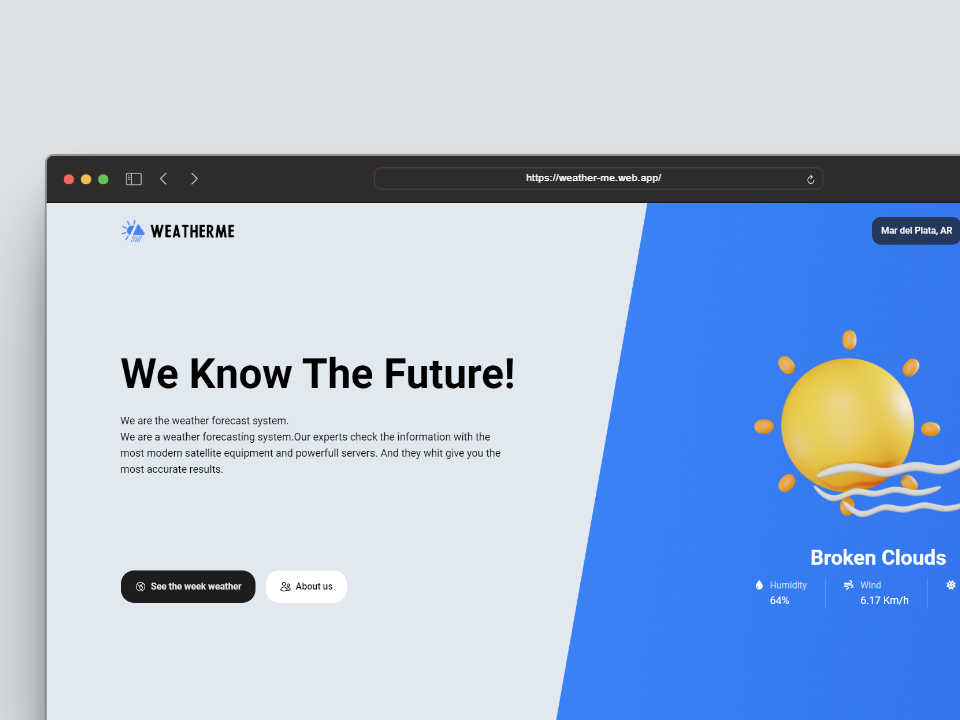 https://weather-me.web.app/
WEATHERME
Mar del Plata, AR
We Know The Future!
We are the weather forecast system.
We are a weather forecasting system.Our experts check the information with the
most modern satellite equipment and powerfull servers. And they whit give you the
most accurate results.
See the week weather
About us
Broken Clouds
Humidity
64%
Wind
6.17 Km/h